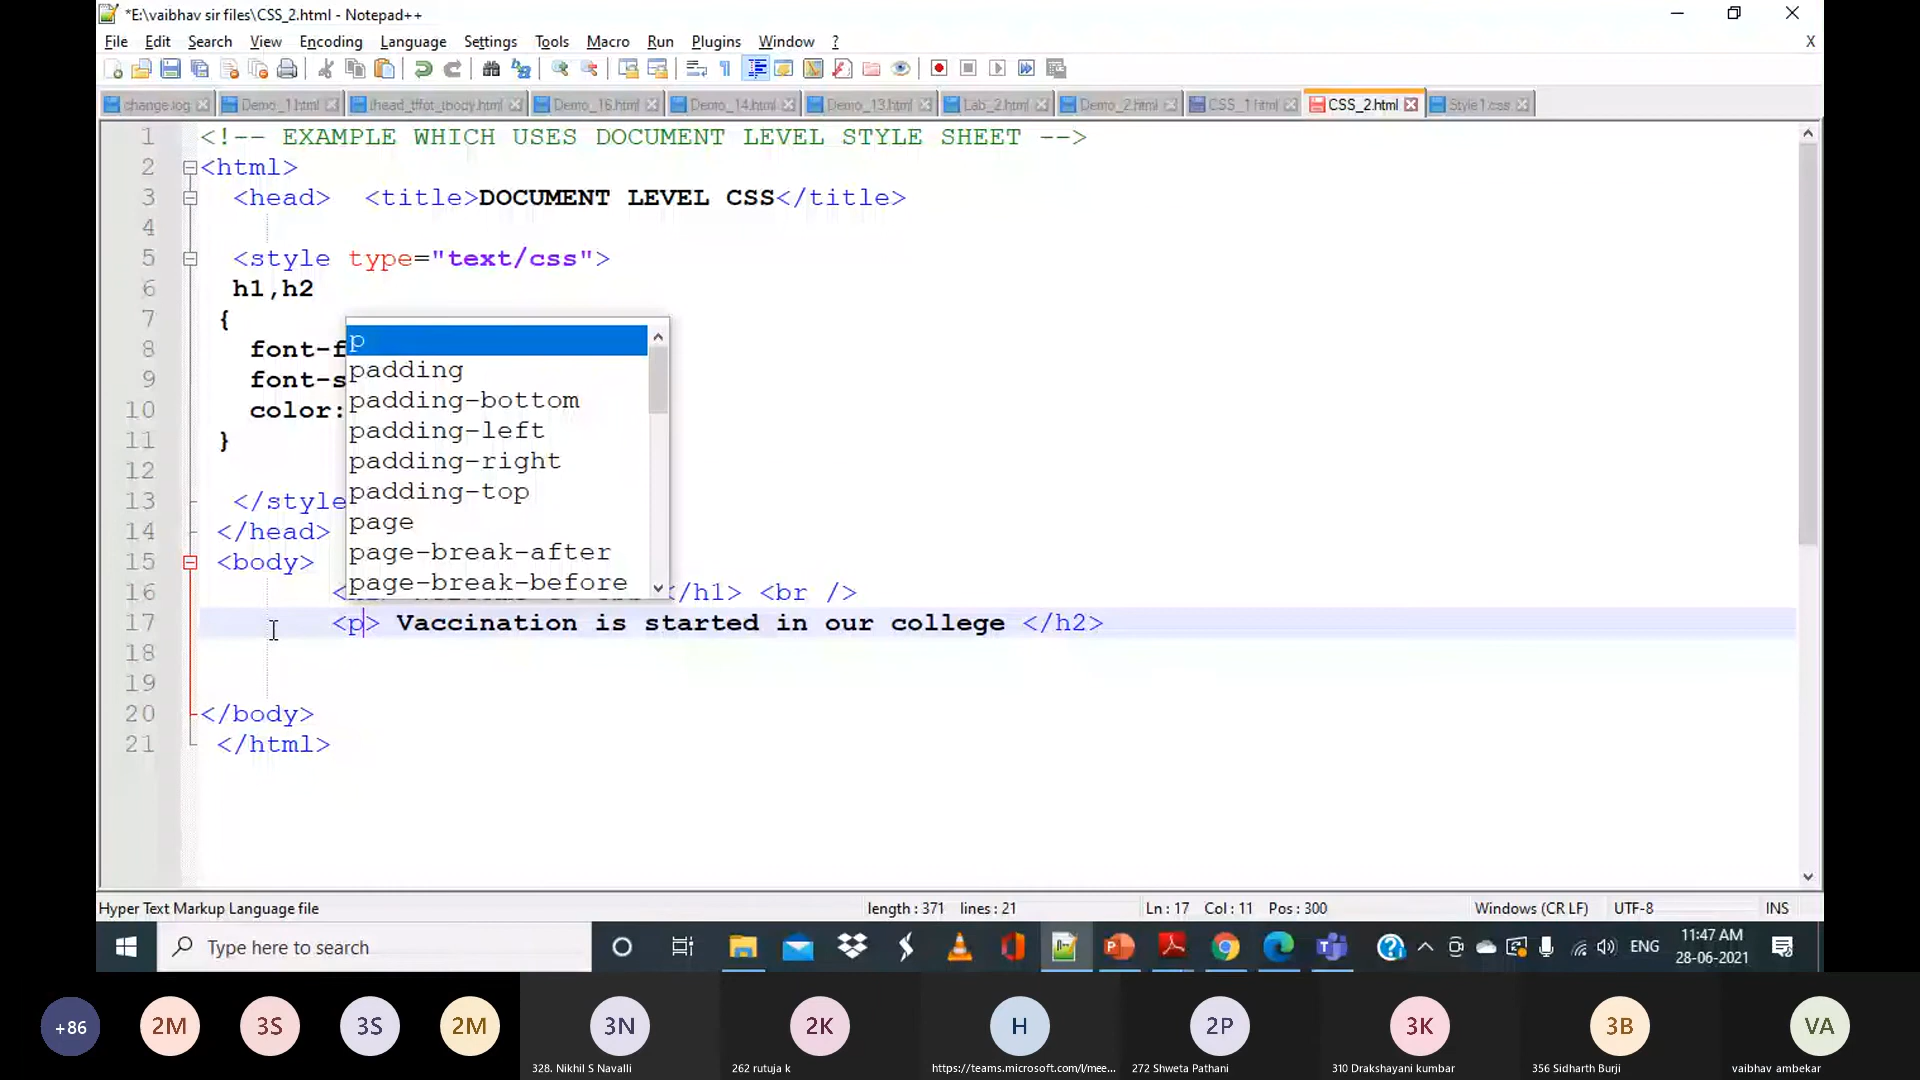 *E:\vaibhav sir files\CSS_2.html - Notepad++
File Edit Search View Encoding Language Settings Tools Macro Run Plugins Window ? X
change.log Demo_1.html thead_tffot_tbody.html Demo_16.html Demo_14.html Demo_13.html Lab_2.html Demo_2.html CSS_1.html CSS_2.html Style1.css
1 <!-- EXAMPLE WHICH USES DOCUMENT LEVEL STYLE SHEET -->
2 <html>
3 <head> <title>DOCUMENT LEVEL CSS</title>
4
5 <style type="text/css">
6 h1,h2
7 {
8 font-f
9 font-s
10 color:
11 }
12
13 </style
14 </head>
15 <body>
16 </h1> <br />
17 <p> Vaccination is started in our college </h2>
18
19
20 </body>
21 </html>
p
padding
padding-bottom
padding-left
padding-right
padding-top
page
page-break-after
page-break-before
Hyper Text Markup Language file length : 371 lines : 21 Ln : 17 Col : 11 Pos : 300 Windows (CR LF) UTF-8 INS
Type here to search
ENG
11:47 AM
28-06-2021
+86 2M 3S 3S 2M 3N 2K H 2P 3K 3B VA
328. Nikhil S Navalli 262 rutuja k https://teams.microsoft.com/l/mee... 272 Shweta Pathani 310 Drakshayani kumbar 356 Sidharth Burji vaibhav ambekar